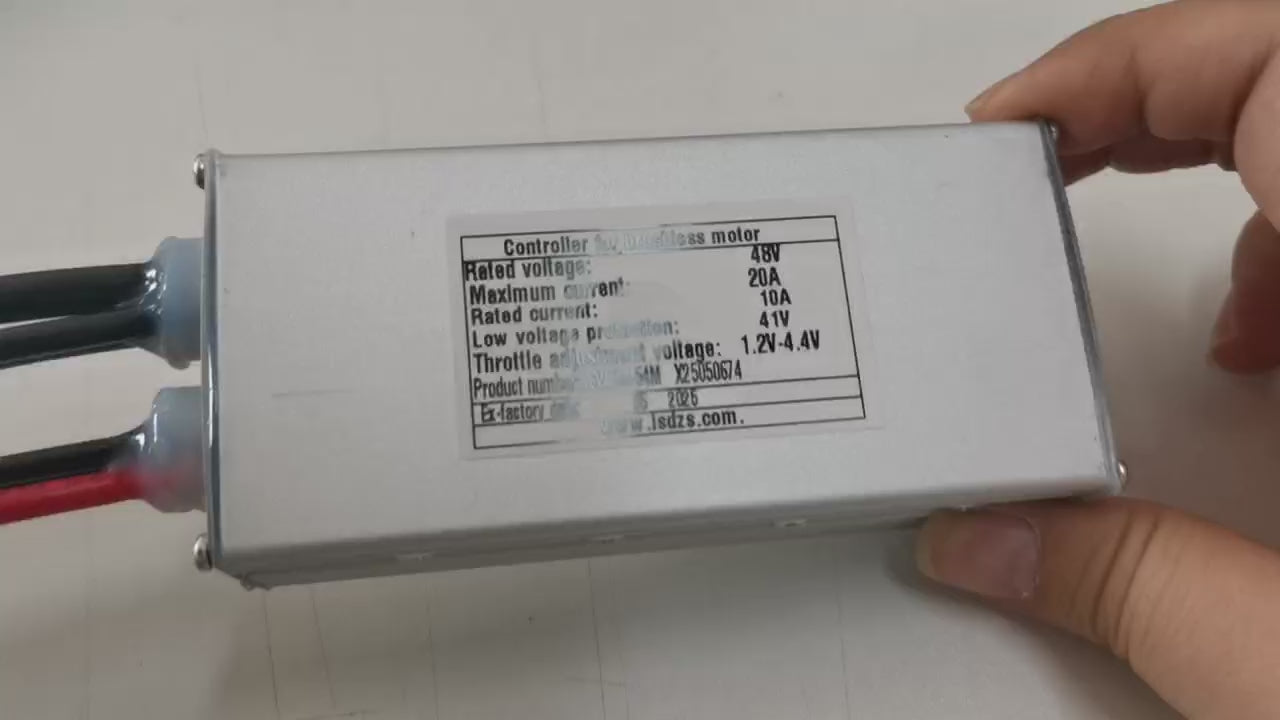 Controller for brushless motor
Rated voltage: 48V
Maximum current: 20A
Rated current: 10A
Low voltage protection: 41V
Throttle adjustment voltage: 1.2V-4.4V
Product number 54M X25050674
Ex-factory 2025
www.lsdzs.com.